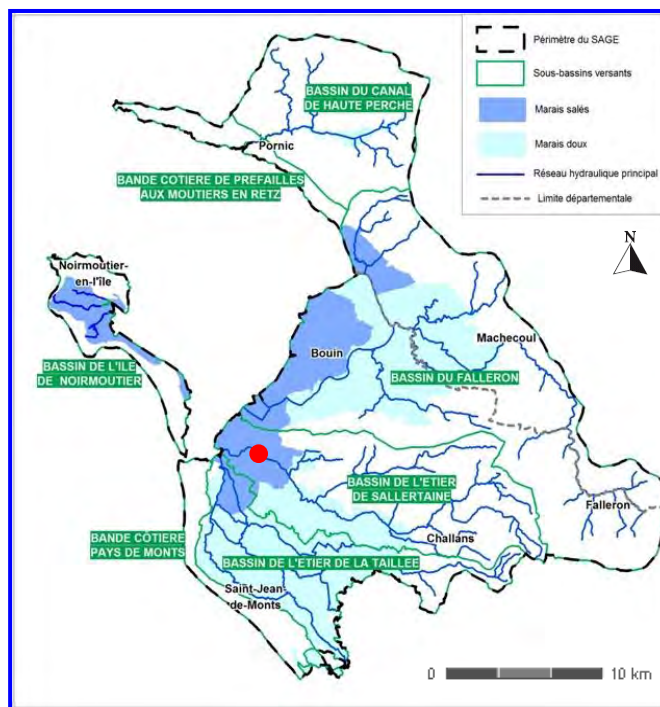 Périmètre du SAGE
Sous-bassins versants
Marais salés
Marais doux
Réseau hydraulique principal
Limite départementale
N
BASSIN DU CANAL
DE HAUTE PERCHE
Pornic
BANDE COTIERE DE PREFAILLES
AUX MOUTIERS EN RETZ
Noirmoutier-
en-l'île
BASSIN DE L'ILE
DE NOIRMOUTIER
Bouin
Machecoul
BASSIN DU FALLERON
BASSIN DE L'ETIER
DE SALLERTAINE
Falleron
Challans
BANDE CÔTIERE
PAYS DE MONTS
BASSIN DE L'ETIER DE LA TAILLEE
Saint-Jean-
de-Monts
0 10 km